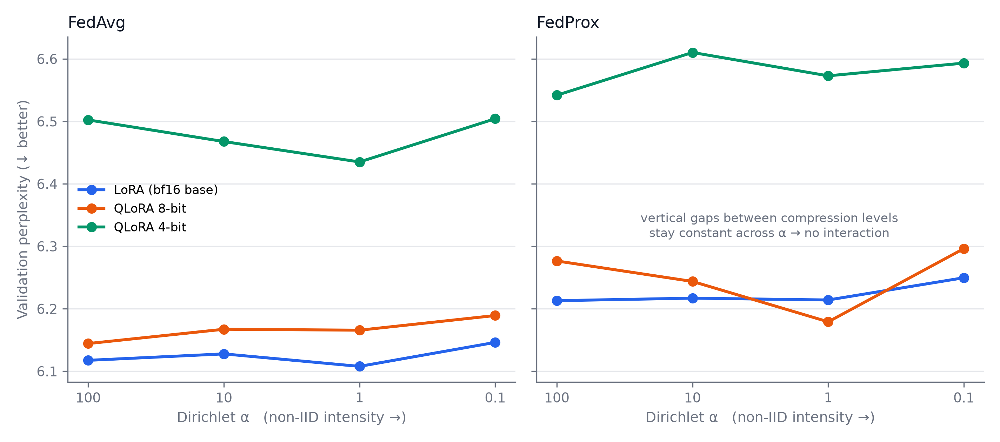 FedAvg
Validation perplexity (↓ better)
6.6
6.5
6.4
6.3
6.2
6.1
LoRA (bf16 base)
QLoRA 8-bit
QLoRA 4-bit
100
10
1
0.1
Dirichlet α (non-IID intensity →)
FedProx
vertical gaps between compression levels
stay constant across α → no interaction
100
10
1
0.1
Dirichlet α (non-IID intensity →)